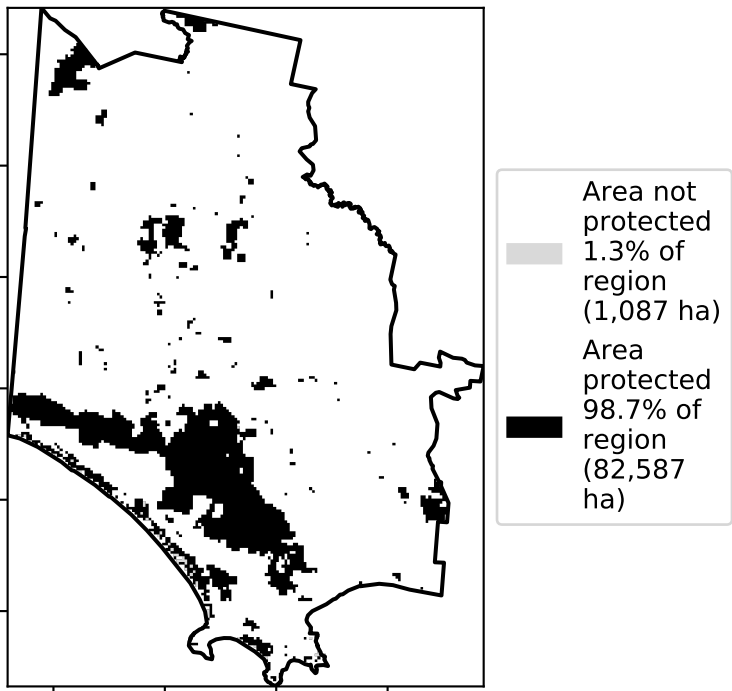 Area not
protected
1.3% of
region
(1,087 ha)
Area
protected
98.7% of
region
(82,587
ha)